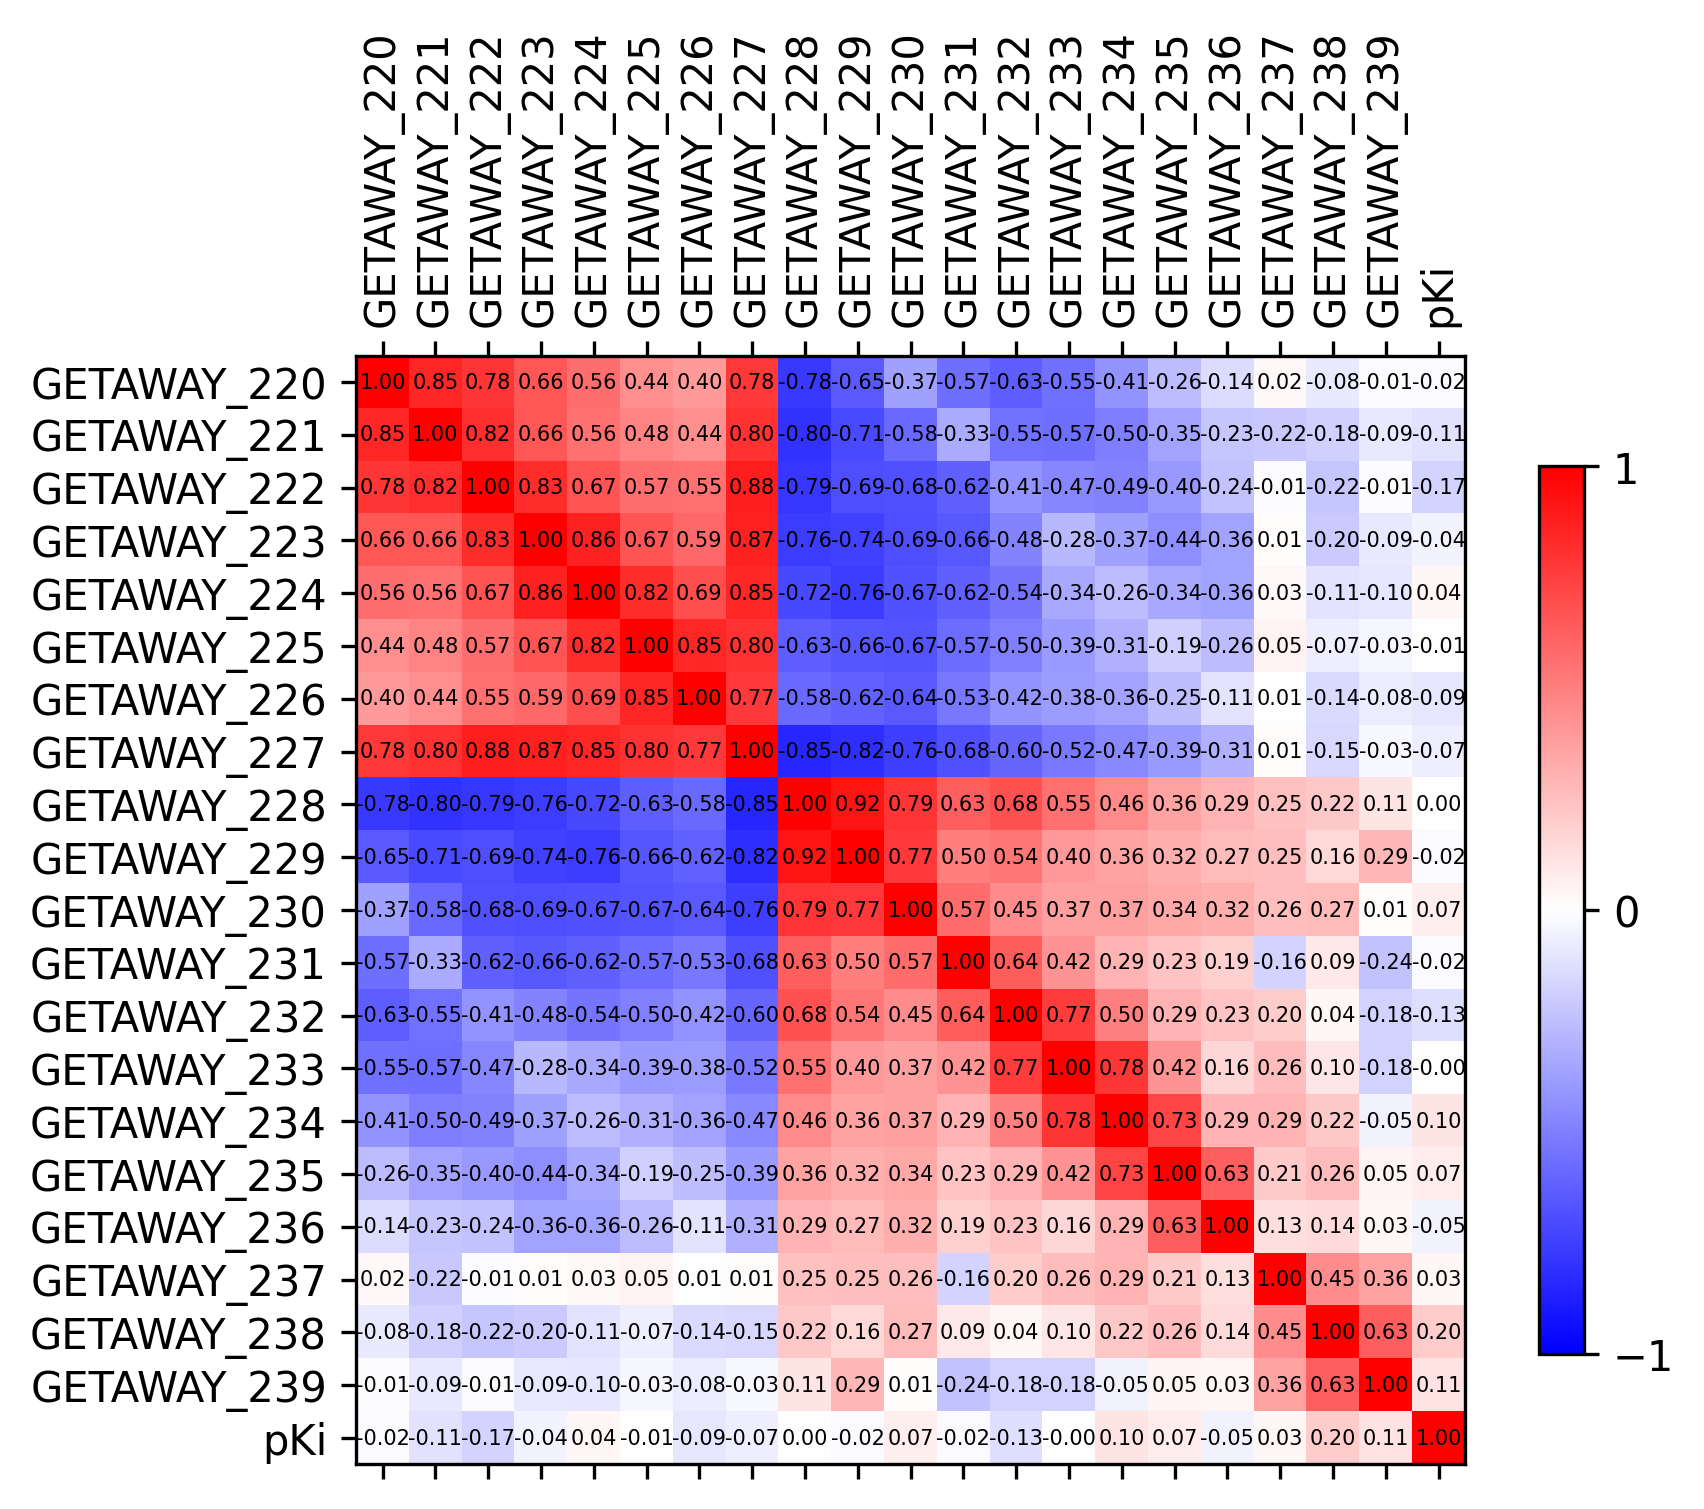 GETAWAY_220 GETAWAY_221 GETAWAY_222 GETAWAY_223 GETAWAY_224 GETAWAY_225 GETAWAY_226 GETAWAY_227 GETAWAY_228 GETAWAY_229 GETAWAY_230 GETAWAY_231 GETAWAY_232 GETAWAY_233 GETAWAY_234 GETAWAY_235 GETAWAY_236 GETAWAY_237 GETAWAY_238 GETAWAY_239 pKi
GETAWAY_220 1.00 0.85 0.78 0.66 0.56 0.44 0.40 0.78 -0.78 -0.65 -0.37 -0.57 -0.63 -0.55 -0.41 -0.26 -0.14 0.02 -0.08 -0.01 -0.02
GETAWAY_221 0.85 1.00 0.82 0.66 0.56 0.48 0.44 0.80 -0.80 -0.71 -0.58 -0.33 -0.55 -0.57 -0.50 -0.35 -0.23 -0.22 -0.18 -0.09 -0.11
GETAWAY_222 0.78 0.82 1.00 0.83 0.67 0.57 0.55 0.88 -0.79 -0.69 -0.68 -0.62 -0.41 -0.47 -0.49 -0.40 -0.24 -0.01 -0.22 -0.01 -0.17
GETAWAY_223 0.66 0.66 0.83 1.00 0.86 0.67 0.59 0.87 -0.76 -0.74 -0.69 -0.66 -0.48 -0.28 -0.37 -0.44 -0.36 0.01 -0.20 -0.09 -0.04
GETAWAY_224 0.56 0.56 0.67 0.86 1.00 0.82 0.69 0.85 -0.72 -0.76 -0.67 -0.62 -0.54 -0.34 -0.26 -0.34 -0.36 0.03 -0.11 -0.10 0.04
GETAWAY_225 0.44 0.48 0.57 0.67 0.82 1.00 0.85 0.80 -0.63 -0.66 -0.67 -0.57 -0.50 -0.39 -0.31 -0.19 -0.26 0.05 -0.07 -0.03 -0.01
GETAWAY_226 0.40 0.44 0.55 0.59 0.69 0.85 1.00 0.77 -0.58 -0.62 -0.64 -0.53 -0.42 -0.38 -0.36 -0.25 -0.11 0.01 -0.14 -0.08 -0.09
GETAWAY_227 0.78 0.80 0.88 0.87 0.85 0.80 0.77 1.00 -0.85 -0.82 -0.76 -0.68 -0.60 -0.52 -0.47 -0.39 -0.31 0.01 -0.15 -0.03 -0.07
GETAWAY_228 -0.78 -0.80 -0.79 -0.76 -0.72 -0.63 -0.58 -0.85 1.00 0.92 0.79 0.63 0.68 0.55 0.46 0.36 0.29 0.25 0.22 0.11 0.00
GETAWAY_229 -0.65 -0.71 -0.69 -0.74 -0.76 -0.66 -0.62 -0.82 0.92 1.00 0.77 0.50 0.54 0.40 0.36 0.32 0.27 0.25 0.16 0.29 -0.02
GETAWAY_230 -0.37 -0.58 -0.68 -0.69 -0.67 -0.67 -0.64 -0.76 0.79 0.77 1.00 0.57 0.45 0.37 0.37 0.34 0.32 0.26 0.27 0.01 0.07
GETAWAY_231 -0.57 -0.33 -0.62 -0.66 -0.62 -0.57 -0.53 -0.68 0.63 0.50 0.57 1.00 0.64 0.42 0.29 0.23 0.19 -0.16 0.09 -0.24 -0.02
GETAWAY_232 -0.63 -0.55 -0.41 -0.48 -0.54 -0.50 -0.42 -0.60 0.68 0.54 0.45 0.64 1.00 0.77 0.50 0.29 0.23 0.20 0.04 -0.18 -0.13
GETAWAY_233 -0.55 -0.57 -0.47 -0.28 -0.34 -0.39 -0.38 -0.52 0.55 0.40 0.37 0.42 0.77 1.00 0.78 0.42 0.16 0.26 0.10 -0.18 -0.00
GETAWAY_234 -0.41 -0.50 -0.49 -0.37 -0.26 -0.31 -0.36 -0.47 0.46 0.36 0.37 0.29 0.50 0.78 1.00 0.73 0.29 0.29 0.22 -0.05 0.10
GETAWAY_235 -0.26 -0.35 -0.40 -0.44 -0.34 -0.19 -0.25 -0.39 0.36 0.32 0.34 0.23 0.29 0.42 0.73 1.00 0.63 0.21 0.26 0.05 0.07
GETAWAY_236 -0.14 -0.23 -0.24 -0.36 -0.36 -0.26 -0.11 -0.31 0.29 0.27 0.32 0.19 0.23 0.16 0.29 0.63 1.00 0.13 0.14 0.03 -0.05
GETAWAY_237 0.02 -0.22 -0.01 0.01 0.03 0.05 0.01 0.01 0.25 0.25 0.26 -0.16 0.20 0.26 0.29 0.21 0.13 1.00 0.45 0.36 0.03
GETAWAY_238 -0.08 -0.18 -0.22 -0.20 -0.11 -0.07 -0.14 -0.15 0.22 0.16 0.27 0.09 0.04 0.10 0.22 0.26 0.14 0.45 1.00 0.63 0.20
GETAWAY_239 -0.01 -0.09 -0.01 -0.09 -0.10 -0.03 -0.08 -0.03 0.11 0.29 0.01 -0.24 -0.18 -0.18 -0.05 0.05 0.03 0.36 0.63 1.00 0.11
pKi -0.02 -0.11 -0.17 -0.04 0.04 -0.01 -0.09 -0.07 0.00 -0.02 0.07 -0.02 -0.13 -0.00 0.10 0.07 -0.05 0.03 0.20 0.11 1.00
1
0
−1